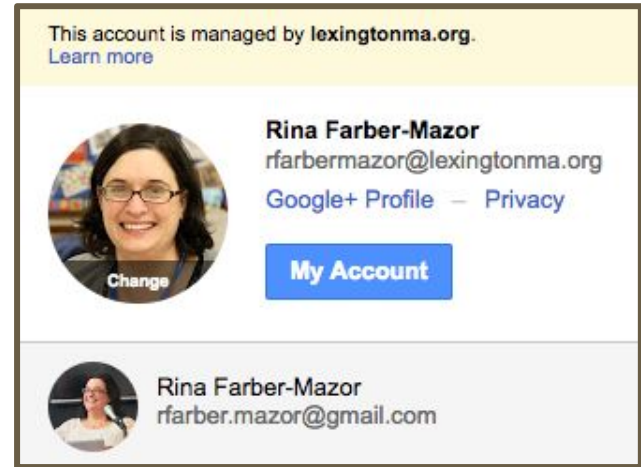 This account is managed by lexingtonma.org.
Learn more
Rina Farber-Mazor
rfarbermazor@lexingtonma.org
Google+ Profile – Privacy
My Account
Change
Rina Farber-Mazor
rfarber.mazor@gmail.com